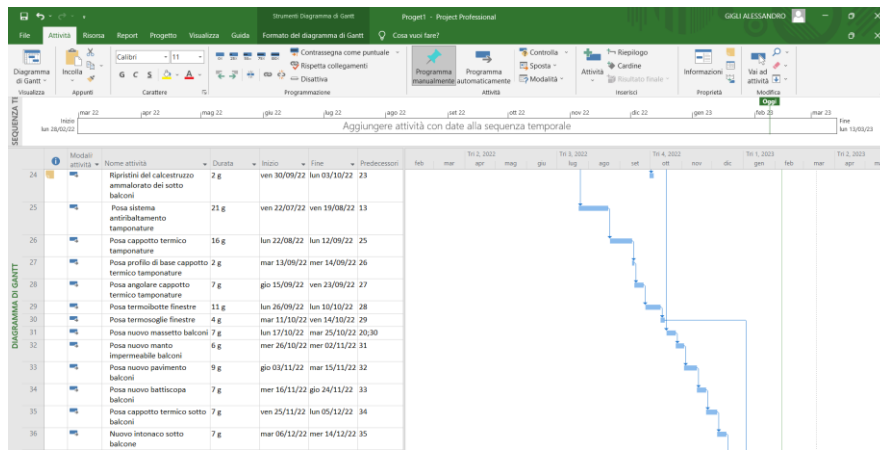 Strumenti Diagramma di Gantt
Proget1 - Project Professional
GIGLI ALESSANDRO
File Attività Risorsa Report Progetto Visualizza Guida Formato del diagramma di Gantt Cosa vuoi fare?
Diagramma di Gantt
Visualizza
Incolla
Appunti
Calibri 11
G C S A
Carattere
Contrassegna come puntuale
Rispetta collegamenti
Disattiva
Programmazione
Programma manualmente
Programma automaticamente
Controlla
Sposta
Modalità
Attività
Attività
Riepilogo
Cardine
Risultato finale
Inserisci
Informazioni
Proprietà
Vai ad attività
Modifica
SEQUENZA TE
Oggi
mar 22 apr 22 mag 22 giu 22 lug 22 ago 22 set 22 ott 22 nov 22 dic 22 gen 23 feb 23 mar 23
Inizio
lun 28/02/22
Aggiungere attività con date alla sequenza temporale
Fine
lun 13/03/23
DIAGRAMMA DI GANTT
Modali
attività Nome attività Durata Inizio Fine Predecessori
Tri 2, 2022 Tri 3, 2022 Tri 4, 2022 Tri 1, 2023 Tri 2, 2023
feb mar apr mag giu lug ago set ott nov dic gen feb mar apr
24 Ripristini del calcestruzzo 2 g ven 30/09/22 lun 03/10/22 23
ammalorato dei sotto
balconi
25 Posa sistema 21 g ven 22/07/22 ven 19/08/22 13
antiribaltamento
tamponature
26 Posa cappotto termico 16 g lun 22/08/22 lun 12/09/22 25
tamponature
27 Posa profilo di base cappotto 2 g mar 13/09/22 mer 14/09/22 26
termico tamponature
28 Posa angolare cappotto 7 g gio 15/09/22 ven 23/09/22 27
termico tamponature
29 Posa termoibotte finestre 11 g lun 26/09/22 lun 10/10/22 28
30 Posa termosoglie finestre 4 g mar 11/10/22 ven 14/10/22 29
31 Posa nuovo massetto balconi 7 g lun 17/10/22 mar 25/10/22 20;30
32 Posa nuovo manto 6 g mer 26/10/22 mer 02/11/22 31
impermeabile balconi
33 Posa nuovo pavimento 9 g gio 03/11/22 mar 15/11/22 32
balconi
34 Posa nuovo battiscopa 7 g mer 16/11/22 gio 24/11/22 33
balconi
35 Posa cappotto termico sotto 7 g ven 25/11/22 lun 05/12/22 34
balconi
36 Nuovo intonaco sotto 7 g mar 06/12/22 mer 14/12/22 35
balcone